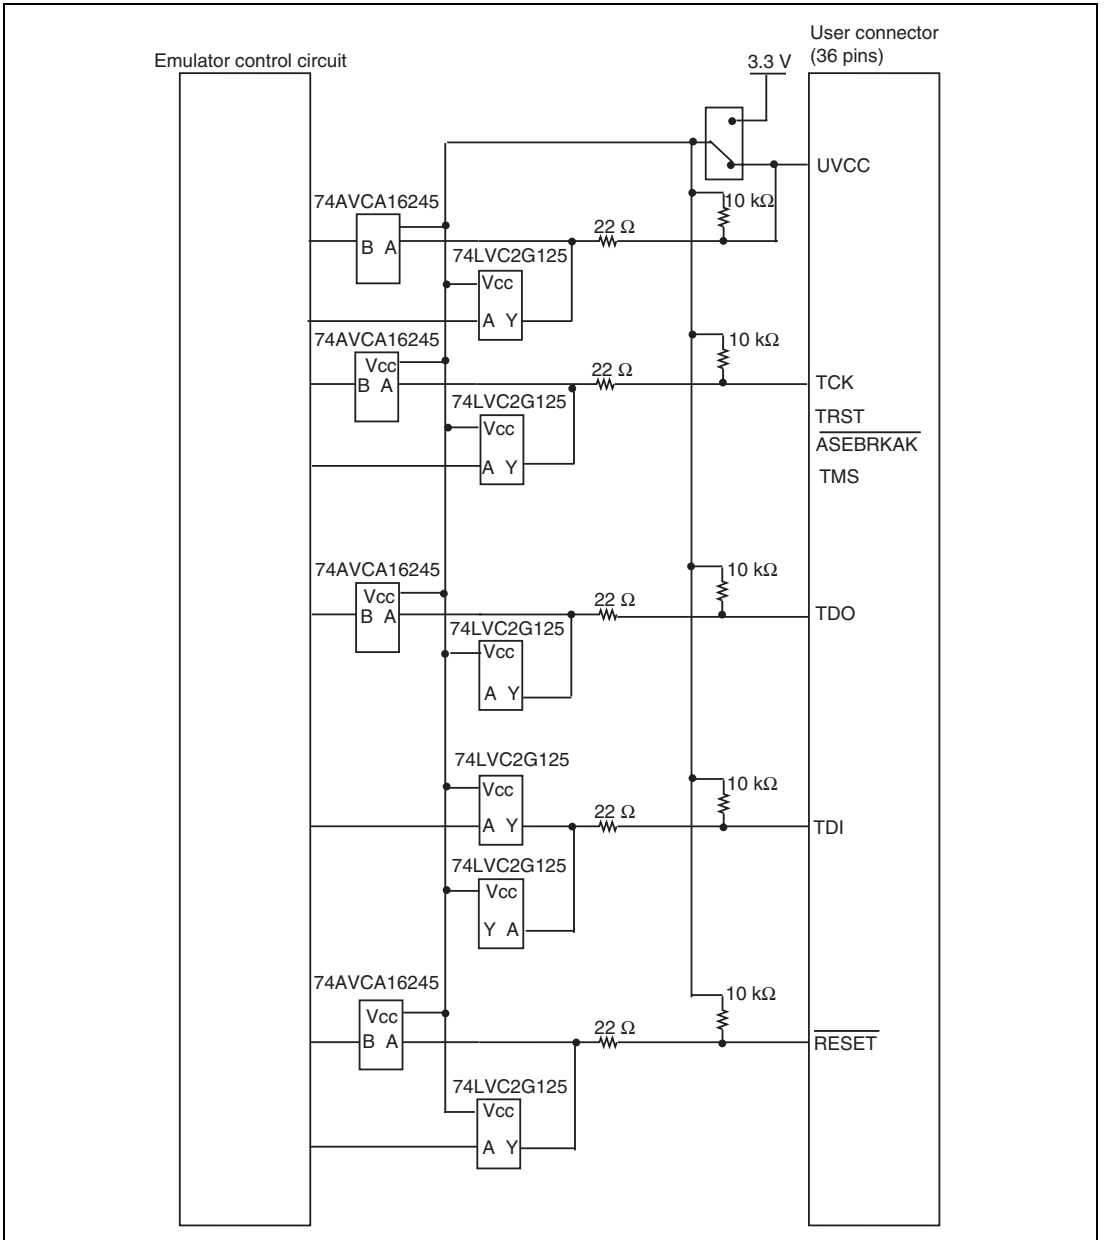 User connector
(36 pins)
Emulator control circuit
3.3 V
UVCC
74AVCA16245
10 kΩ
22 Ω
B A
74LVC2G125
Vcc
A Y
74AVCA16245
10 kΩ
Vcc
22 Ω
B A
TCK
74LVC2G125
TRST
Vcc
ASEBRKAK
A Y
TMS
74AVCA16245
10 kΩ
Vcc
22 Ω
B A
TDO
74LVC2G125
Vcc
A Y
74LVC2G125
10 kΩ
Vcc
22 Ω
A Y
TDI
74LVC2G125
Vcc
Y A
74AVCA16245
10 kΩ
Vcc
22 Ω
B A
RESET
74LVC2G125
Vcc
A Y